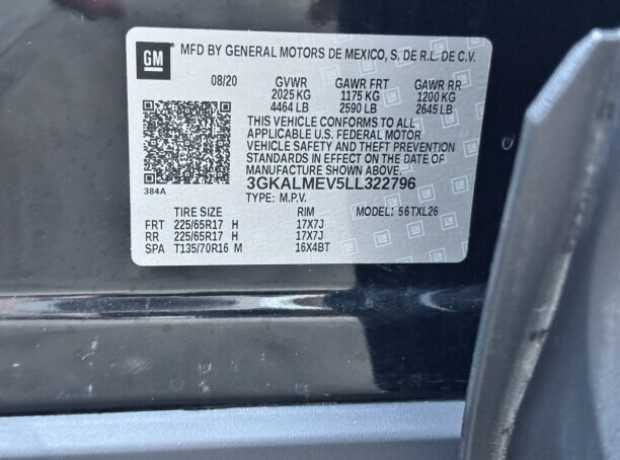 GM
MFD BY GENERAL MOTORS DE MEXICO, S. DE R.L. DE C.V.
08/20 GVWR GAWR FRT GAWR RR
2025 KG 1175 KG 1200 KG
4464 LB 2590 LB 2645 LB
THIS VEHICLE CONFORMS TO ALL
APPLICABLE U.S. FEDERAL MOTOR
VEHICLE SAFETY AND THEFT PREVENTION
STANDARDS IN EFFECT ON THE DATE OF
MANUFACTURE SHOWN ABOVE.
384A
3GKALMEV5LL322796
TYPE: M.P.V.
TIRE SIZE RIM MODEL: 56TXL26
FRT 225/65R17 H 17X7J
RR 225/65R17 H 17X7J
SPA T135/70R16 M 16X4BT